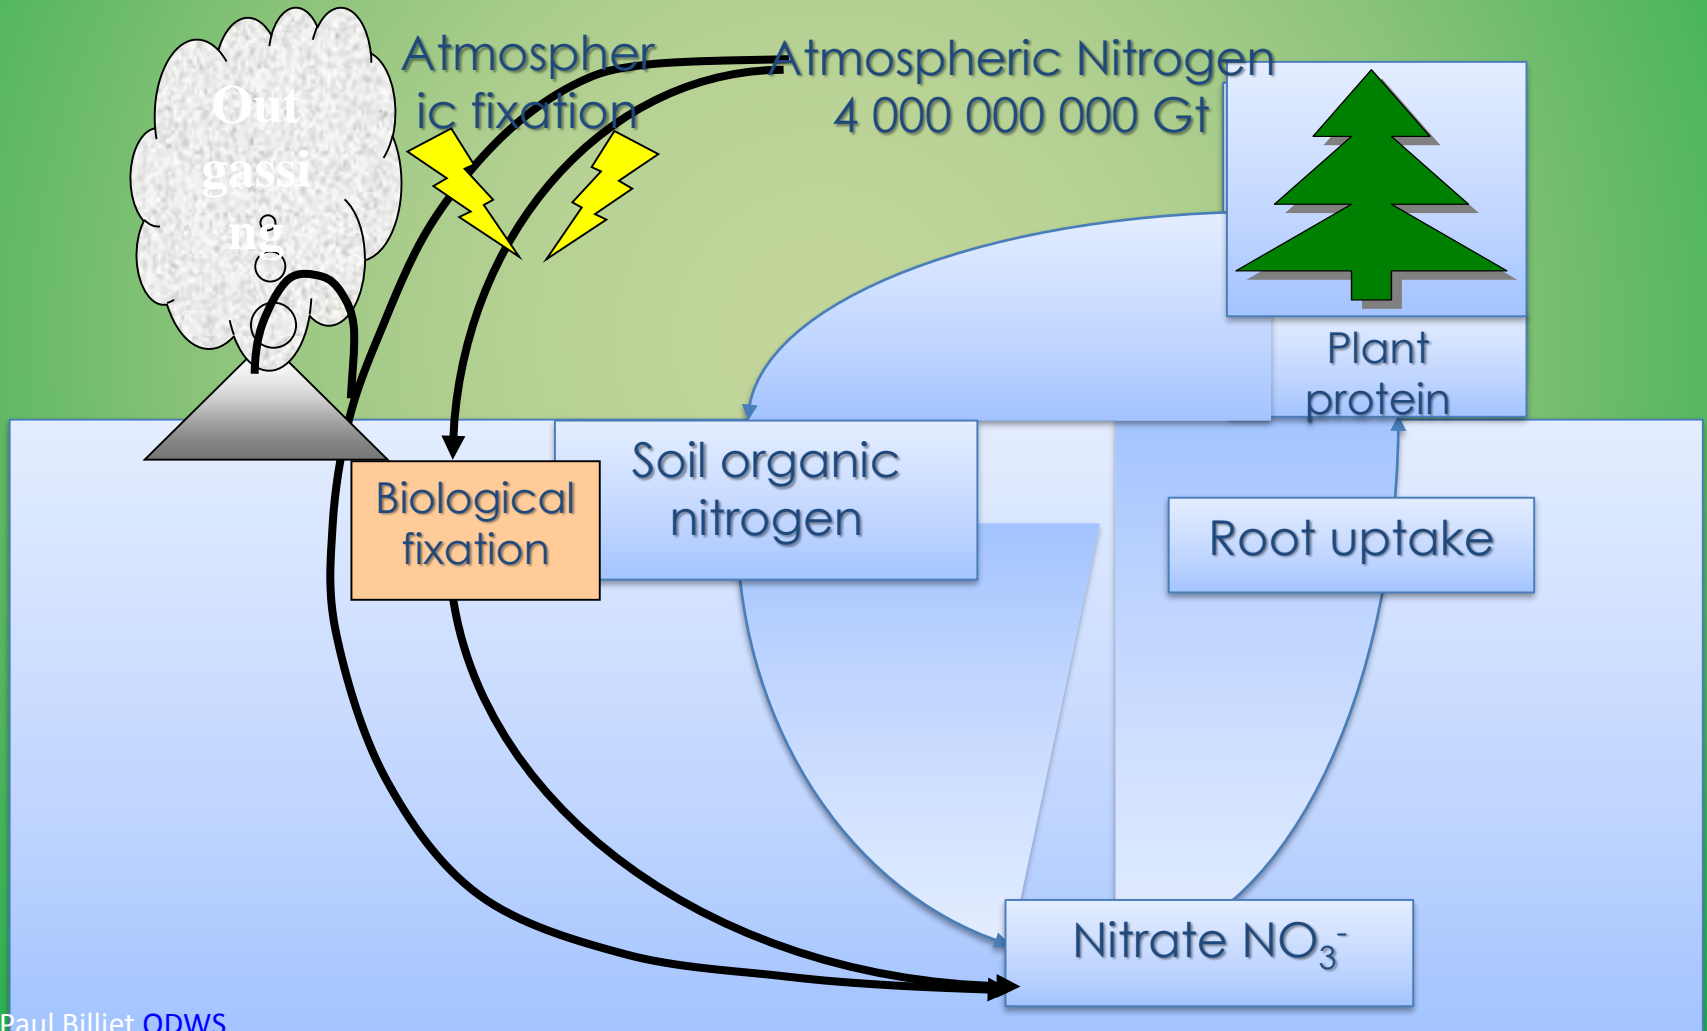 Out
gassi
ng
Atmospher
ic fixation
Atmospheric Nitrogen
4 000 000 000 Gt
Plant
protein
Soil organic
nitrogen
Biological
fixation
Root uptake
Nitrate NO₃⁻
Paul Billiet ODWS